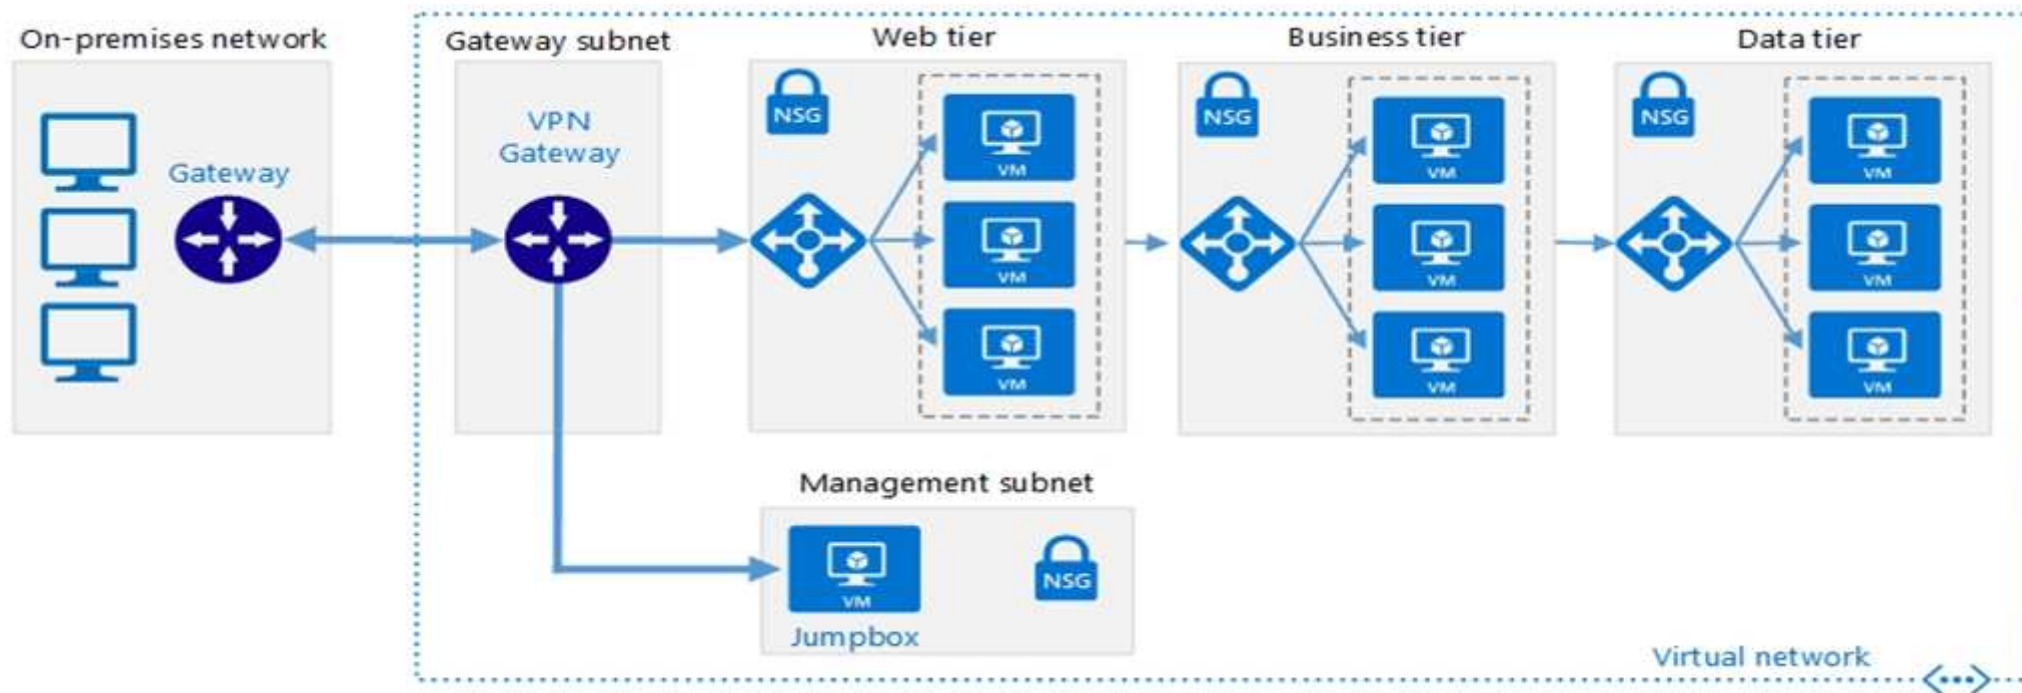 On-premises network
Gateway subnet
Web tier
Business tier
Data tier
Gateway
VPN
Gateway
NSG
VM
VM
VM
NSG
VM
VM
VM
NSG
VM
VM
VM
Management subnet
VM
Jumpbox
NSG
Virtual network